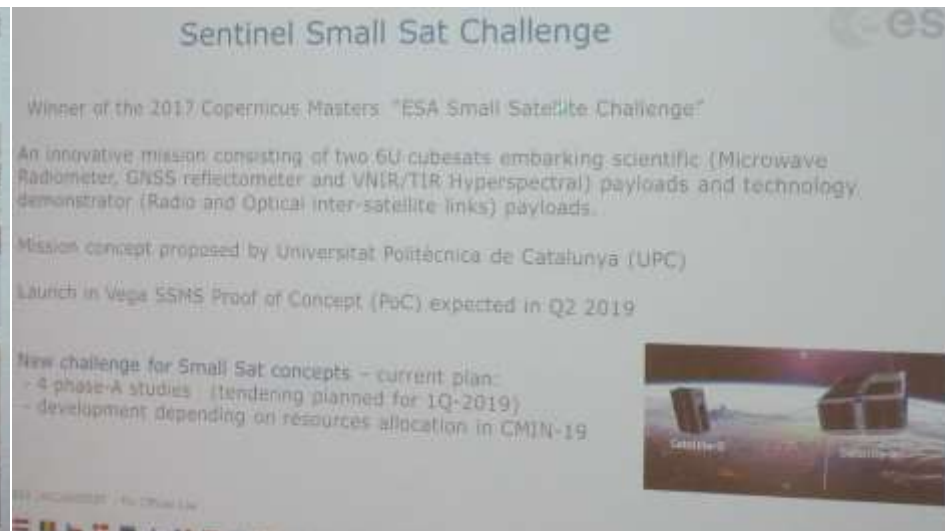 esa
Sentinel Small Sat Challenge
Winner of the 2017 Copernicus Masters "ESA Small Satellite Challenge"
An innovative mission consisting of two 6U cubesats embarking scientific (Microwave
Radiometer, GNSS reflectometer and VNIR/TIR Hyperspectral) payloads and technology
demonstrator (Radio and Optical inter-satellite links) payloads.
Mission concept proposed by Universitat Politècnica de Catalunya (UPC)
Launch in Vega SSMS Proof of Concept (PoC) expected in Q2 2019
New challenge for Small Sat concepts – current plan:
- 4 phase-A studies (tendering planned for 1Q-2019)
- development depending on resources allocation in CMIN-19